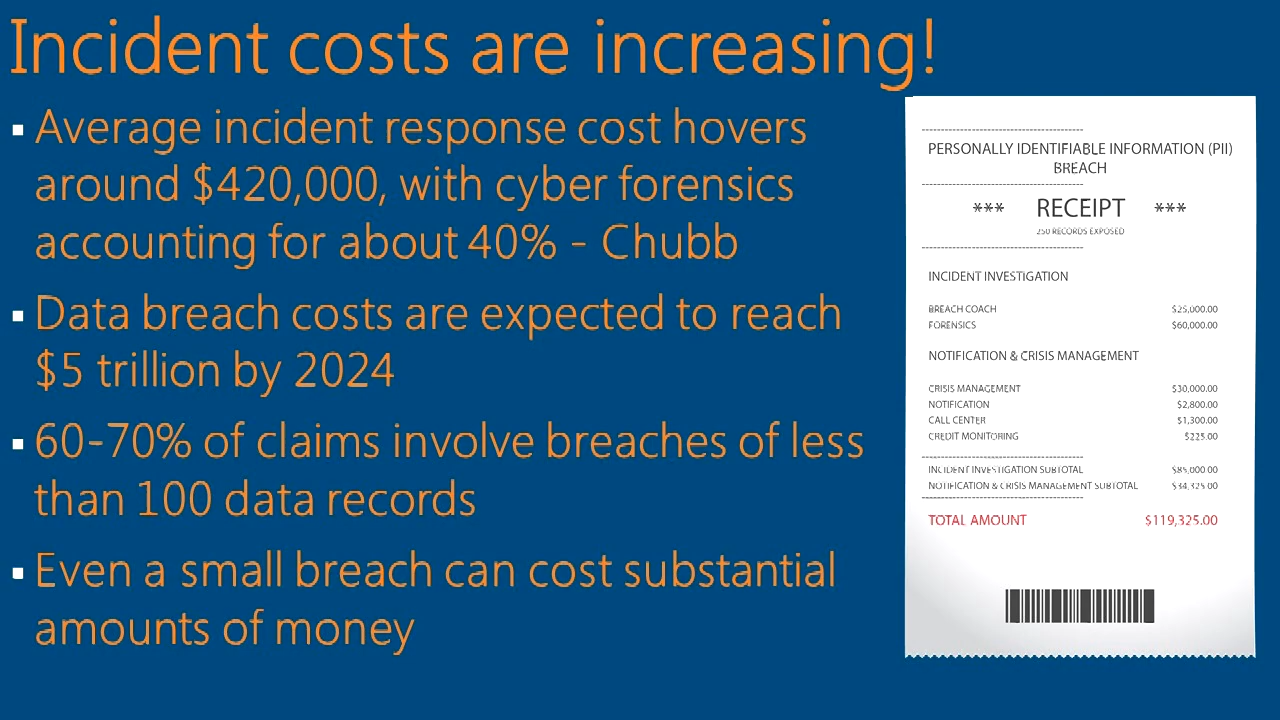 Incident costs are increasing!
▪ Average incident response cost hovers
around $420,000, with cyber forensics
accounting for about 40% - Chubb
▪ Data breach costs are expected to reach
$5 trillion by 2024
▪ 60-70% of claims involve breaches of less
than 100 data records
▪ Even a small breach can cost substantial
amounts of money
PERSONALLY IDENTIFIABLE INFORMATION (PII)
BREACH
*** RECEIPT ***
250 RECORDS EXPOSED
INCIDENT INVESTIGATION
BREACH COACH $25,000.00
FORENSICS $60,000.00
NOTIFICATION & CRISIS MANAGEMENT
CRISIS MANAGEMENT $30,000.00
NOTIFICATION $2,800.00
CALL CENTER $1,300.00
CREDIT MONITORING $225.00
INCIDENT INVESTIGATION SUBTOTAL $85,000.00
NOTIFICATION & CRISIS MANAGEMENT SUBTOTAL $34,325.00
TOTAL AMOUNT $119,325.00